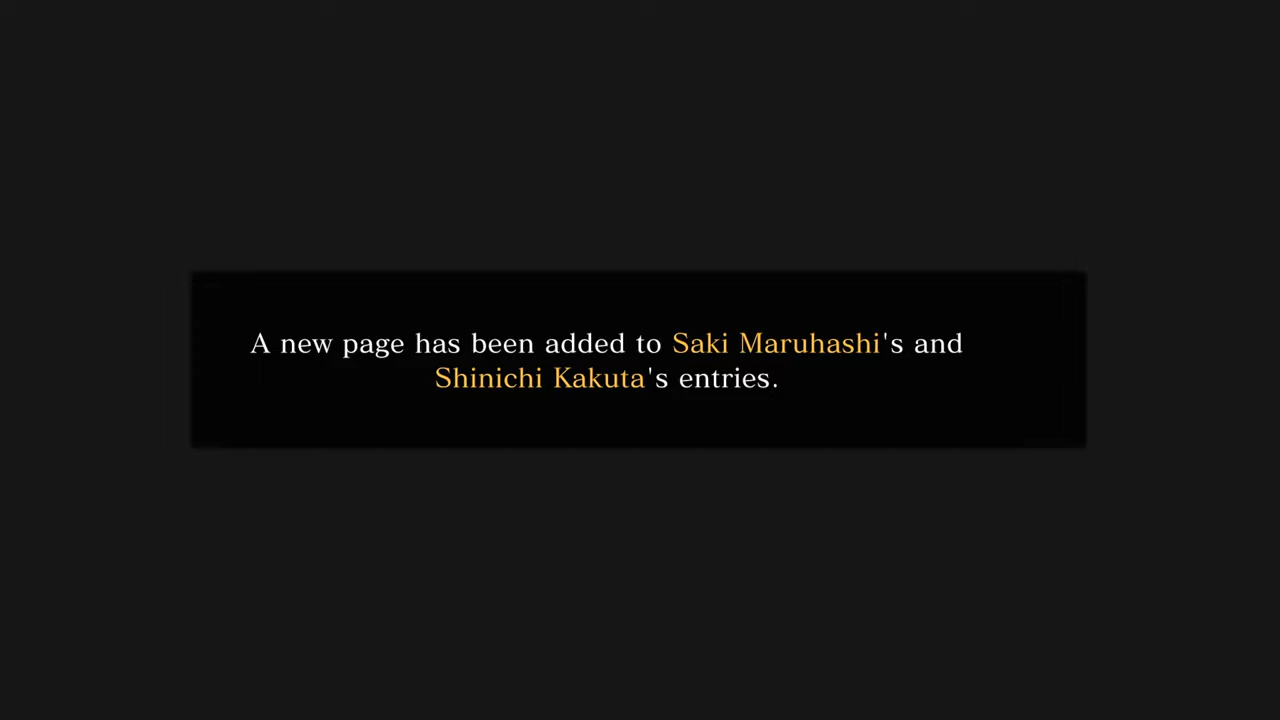 A new page has been added to Saki Maruhashi's and
Shinichi Kakuta's entries.